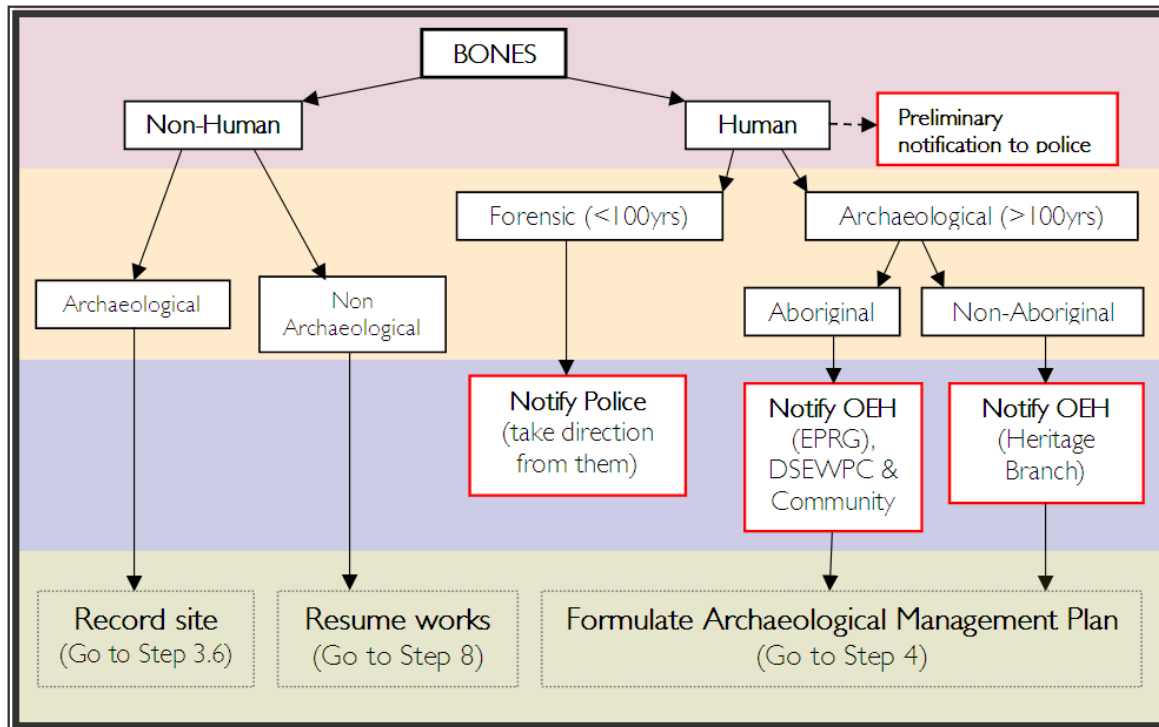 BONES
Non-Human
Human
Preliminary
notification to police
Forensic (<100yrs)
Archaeological (>100yrs)
Archaeological
Non
Archaeological
Aboriginal
Non-Aboriginal
Notify Police
(take direction
from them)
Notify OEH
(EPRG),
DSEWPC &
Community
Notify OEH
(Heritage
Branch)
Record site
(Go to Step 3.6)
Resume works
(Go to Step 8)
Formulate Archaeological Management Plan
(Go to Step 4)